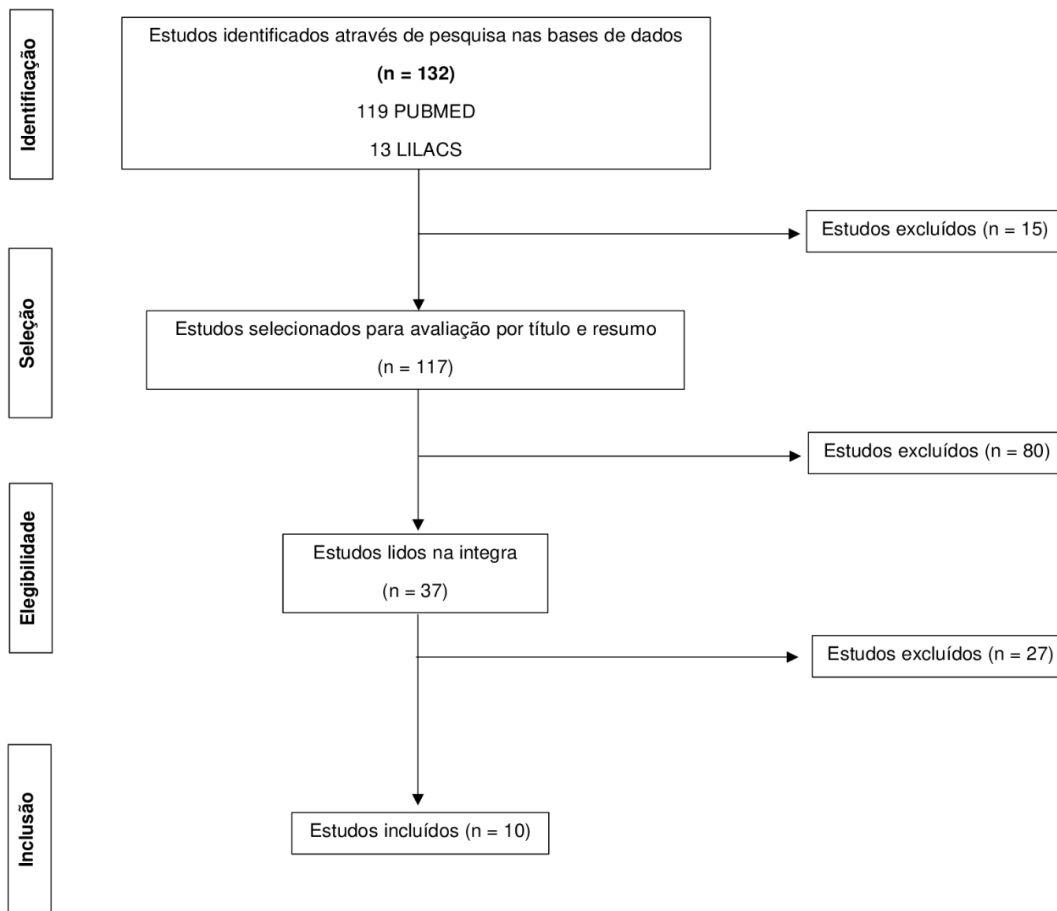 Identificação
Estudos identificados através de pesquisa nas bases de dados
(n = 132)
119 PUBMED
13 LILACS
Estudos excluídos (n = 15)
Seleção
Estudos selecionados para avaliação por título e resumo
(n = 117)
Estudos excluídos (n = 80)
Elegibilidade
Estudos lidos na integra
(n = 37)
Estudos excluídos (n = 27)
Inclusão
Estudos incluídos (n = 10)